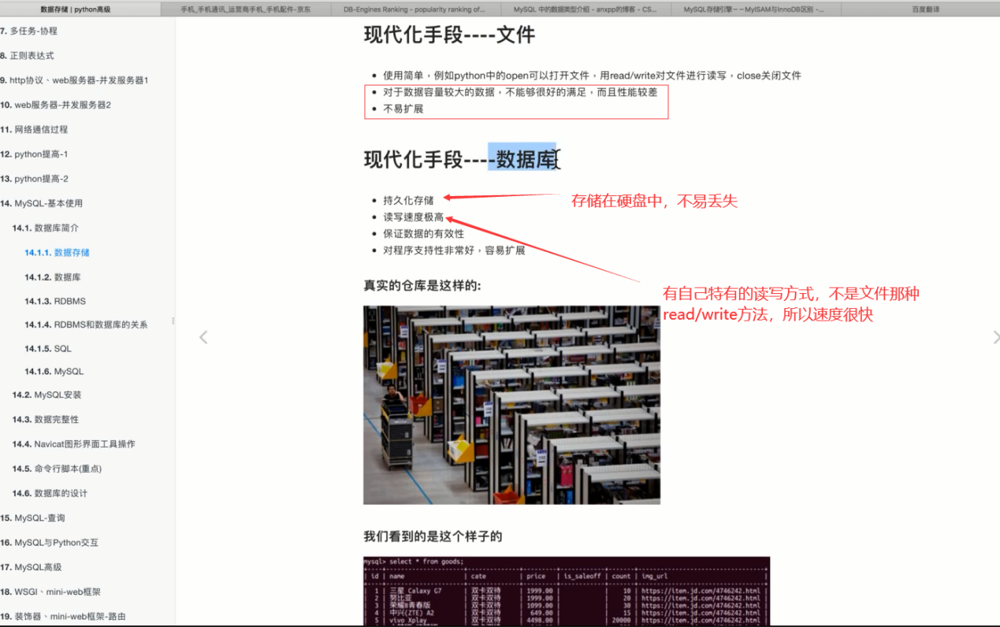 数据存储 | python高级
手机_手机通讯_运营商手机_手机配件-京东
DB-Engines Ranking - popularity ranking of...
MySQL 中的数据类型介绍 - anxpp的博客 - CS...
MySQL存储引擎－－MyISAM与InnoDB区别 -...
百度翻译
7. 多任务-协程
8. 正则表达式
9. http协议、web服务器-并发服务器1
10. web服务器-并发服务器2
11. 网络通信过程
12. python提高-1
13. python提高-2
14. MySQL-基本使用
14.1. 数据库简介
14.1.1. 数据存储
14.1.2. 数据库
14.1.3. RDBMS
14.1.4. RDBMS和数据库的关系
14.1.5. SQL
14.1.6. MySQL
14.2. MySQL安装
14.3. 数据完整性
14.4. Navicat图形界面工具操作
14.5. 命令行脚本(重点)
14.6. 数据库的设计
15. MySQL-查询
16. MySQL与Python交互
17. MySQL高级
18. WSGI、mini-web框架
19. 装饰器、mini-web框架-路由
现代化手段----文件
使用简单，例如python中的open可以打开文件，用read/write对文件进行读写，close关闭文件
对于数据容量较大的数据，不能够很好的满足，而且性能较差
不易扩展
现代化手段----数据库
持久化存储
存储在硬盘中，不易丢失
读写速度极高
保证数据的有效性
对程序支持性非常好，容易扩展
有自己特有的读写方式，不是文件那种
read/write方法，所以速度很快
真实的仓库是这样的:
我们看到的是这个样子的
mysql> select * from goods;
| id | name | cate | price | is_saleoff | count | img_url |
| 1 | 三星 Calaxy G7 | 双卡双待 | 1999.00 | | 10 | https://item.jd.com/4746242.html |
| 2 | 努比亚 | 双卡双待 | 1999.00 | | 20 | https://item.jd.com/4746242.html |
| 3 | 荣耀8青春版 | 双卡双待 | 1099.00 | | 30 | https://item.jd.com/4746242.html |
| 4 | 中兴(ZTE) A2 | 双卡双待 | 649.00 | | 15 | https://item.jd.com/4746242.html |
| 5 | vivo Xplay | 双卡双待 | 4498.00 | | 20000 | https://item.jd.com/4746242.html |